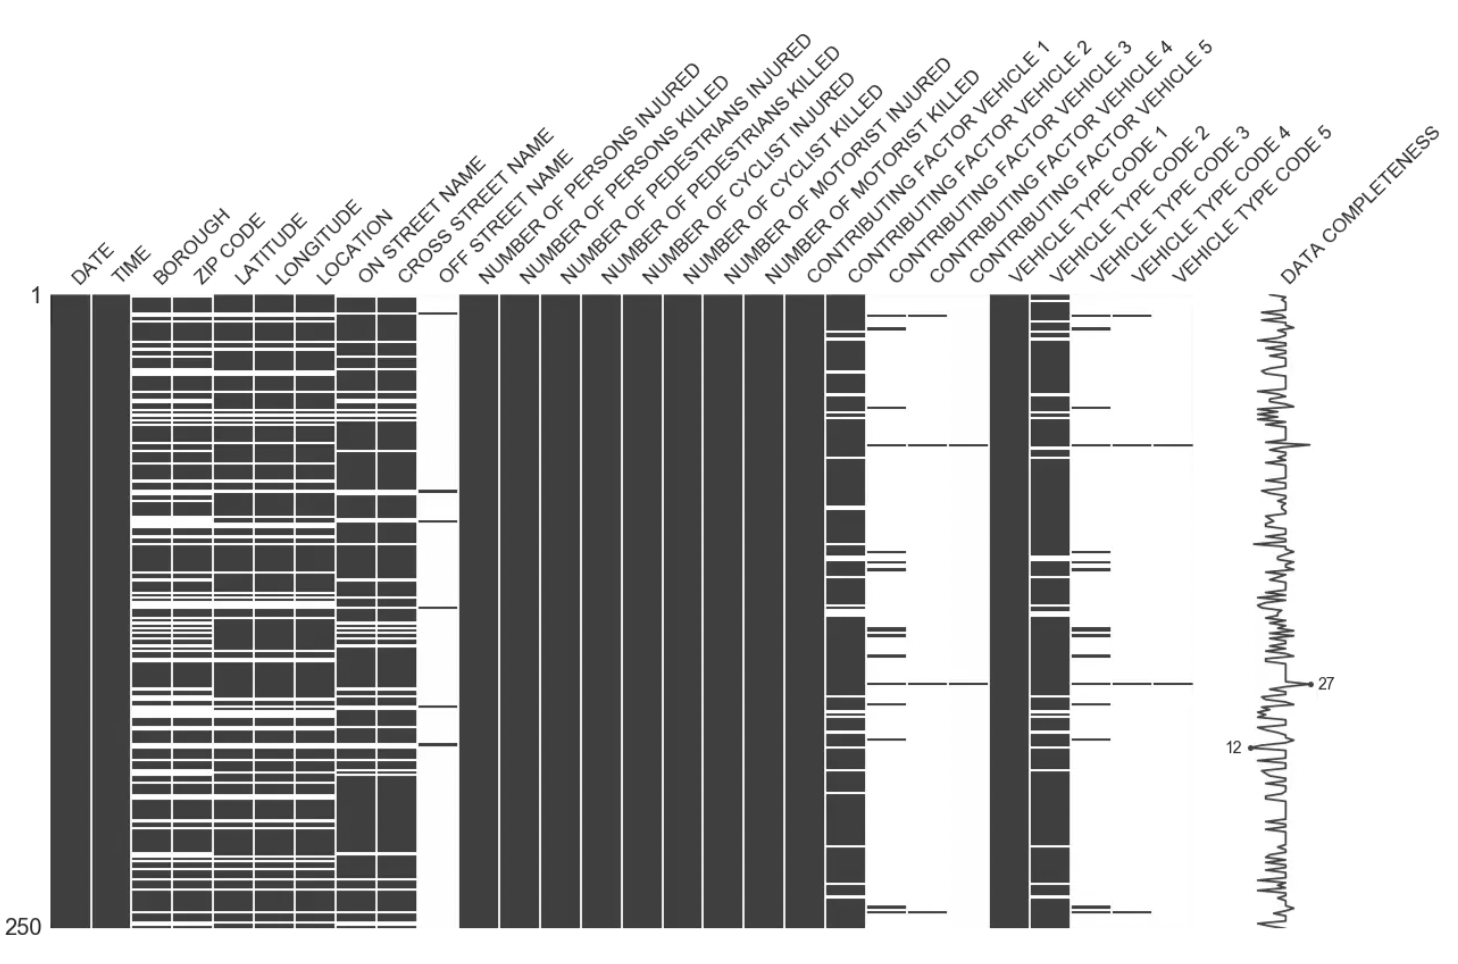 DATE
TIME
BOROUGH
ZIP CODE
LATITUDE
LONGITUDE
LOCATION
ON STREET NAME
CROSS STREET NAME
OFF STREET NAME
NUMBER OF PERSONS INJURED
NUMBER OF PERSONS KILLED
NUMBER OF PEDESTRIANS INJURED
NUMBER OF PEDESTRIANS KILLED
NUMBER OF CYCLIST INJURED
NUMBER OF CYCLIST KILLED
NUMBER OF MOTORIST INJURED
NUMBER OF MOTORIST KILLED
CONTRIBUTING FACTOR VEHICLE 1
CONTRIBUTING FACTOR VEHICLE 2
CONTRIBUTING FACTOR VEHICLE 3
CONTRIBUTING FACTOR VEHICLE 4
CONTRIBUTING FACTOR VEHICLE 5
VEHICLE TYPE CODE 1
VEHICLE TYPE CODE 2
VEHICLE TYPE CODE 3
VEHICLE TYPE CODE 4
VEHICLE TYPE CODE 5
DATA COMPLETENESS
1
27
12
250